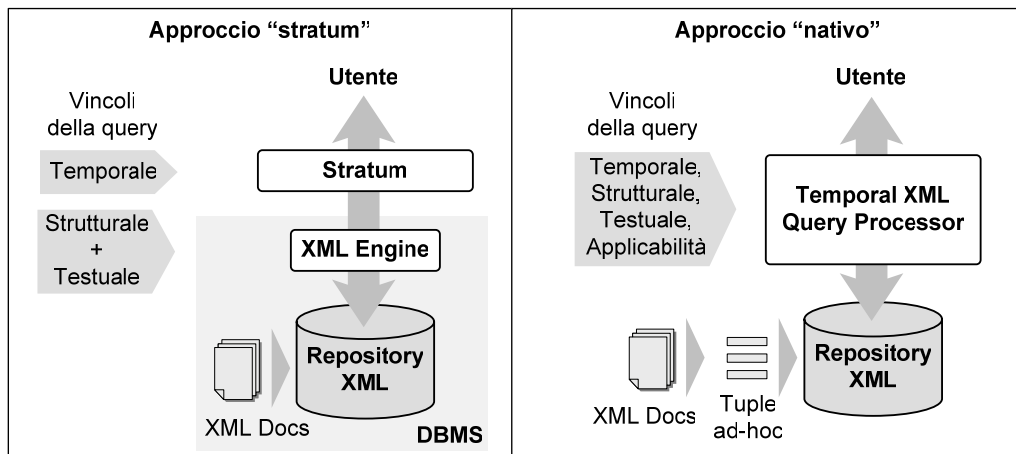 Approccio “stratum”
Utente
Vincoli
della query
Temporale
Stratum
Strutturale
+
Testuale
XML Engine
Repository
XML
XML Docs
DBMS
Approccio “nativo”
Utente
Vincoli
della query
Temporale,
Strutturale,
Testuale,
Applicabilità
Temporal XML
Query Processor
Repository
XML
XML Docs
Tuple
ad-hoc